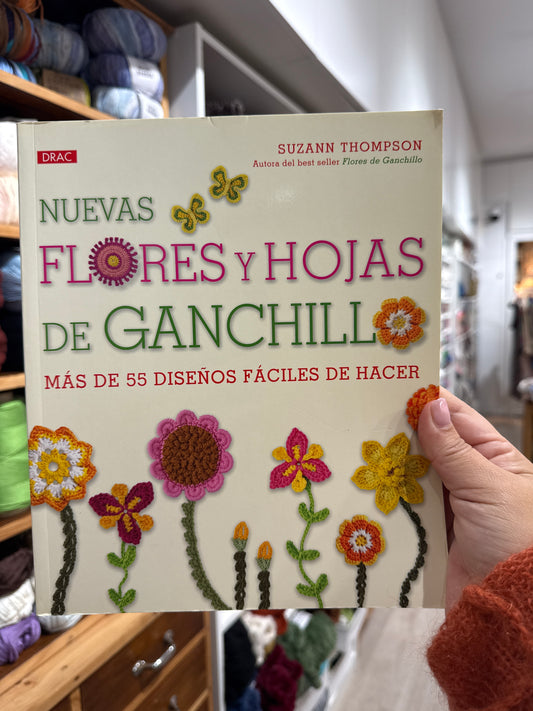 DRAC
SUZANN THOMPSON
Autora del best seller Flores de Ganchillo
NUEVAS
FLORES Y HOJAS
DE GANCHILLO
MÁS DE 55 DISEÑOS FÁCILES DE HACER